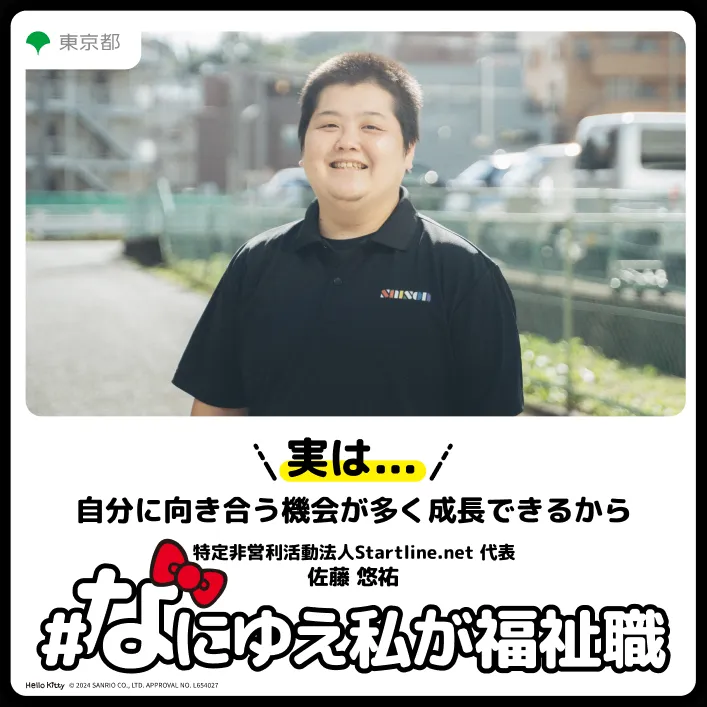 東京都
実は…
自分に向き合う機会が多く成長できるから
特定非営利活動法人Startline.net 代表
佐藤 悠祐
#なにゆえ私が福祉職
Hello Kitty © 2024 SANRIO CO., LTD. APPROVAL NO. L654027